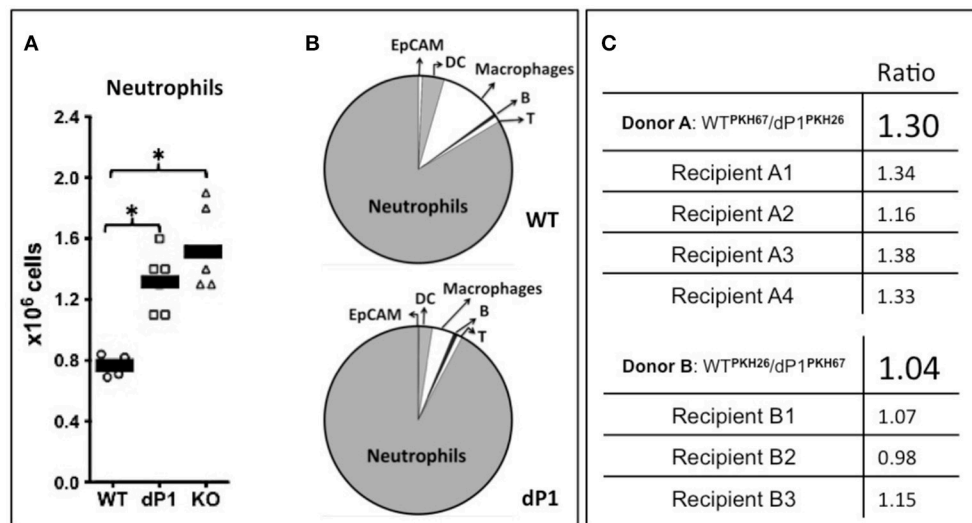 A
Neutrophils
x10⁶ cells
2.4
2.0
1.6
1.2
0.8
0.4
0.0
*
*
WT dP1 KO
B
EpCAM
DC
Macrophages
B
T
Neutrophils
WT
Macrophages
DC
EpCAM
B
T
Neutrophils
dP1
C
Ratio
Donor A: WTᴾᴷᴴ⁶⁷/dP1ᴾᴷᴴ²⁶ 1.30
Recipient A1 1.34
Recipient A2 1.16
Recipient A3 1.38
Recipient A4 1.33
Donor B: WTᴾᴷᴴ²⁶/dP1ᴾᴷᴴ⁶⁷ 1.04
Recipient B1 1.07
Recipient B2 0.98
Recipient B3 1.15